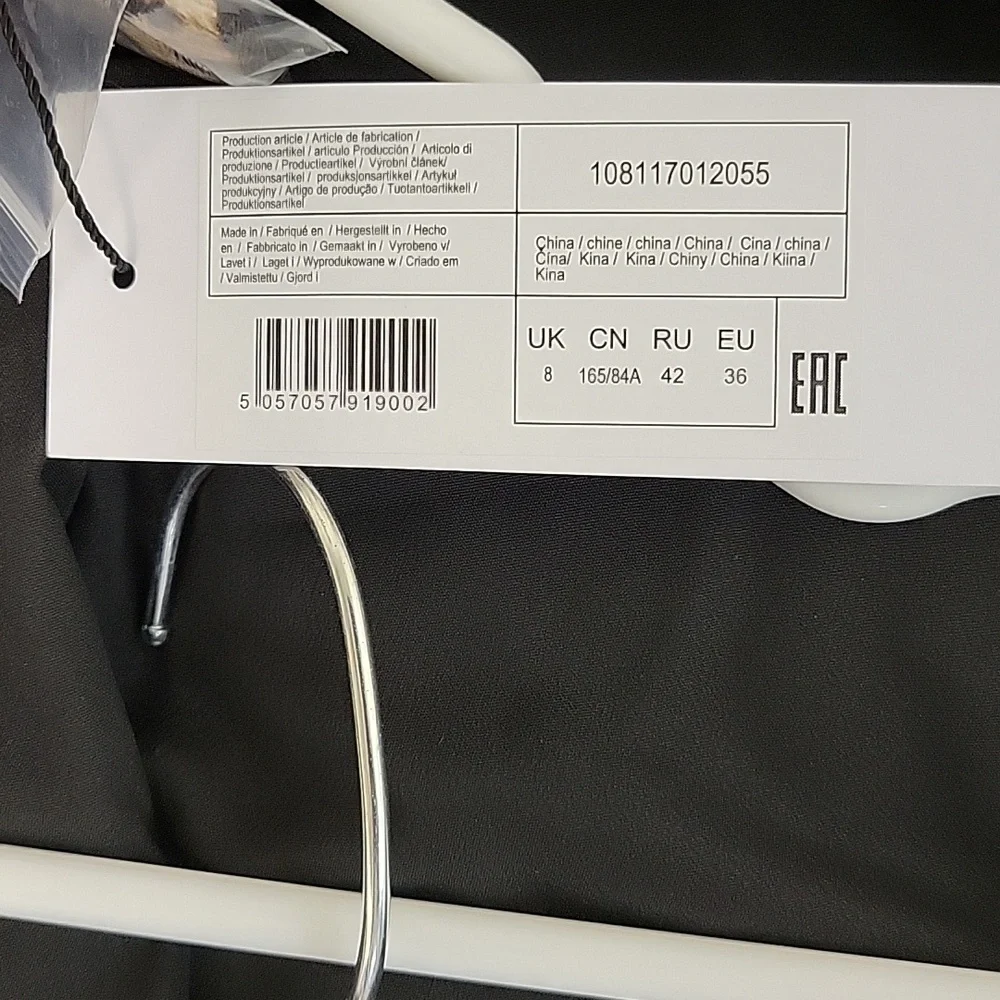 Production article / Article de fabrication /
Produktionsartikel / articulo Producción / Articolo di
produzione / Productieartikel / Výrobní článek/
Produktionsartikel / produksjonsartikkel / Artykuł
produkcyjny / Artigo de produção / Tuotantoartikkeli /
Produktionsartikel
108117012055
Made in / Fabriqué en / Hergestellt in / Hecho
en / Fabbricato in / Gemaakt in / Vyrobeno v/
Lavet i / Laget i / Wyprodukowane w / Criado em
/ Valmistettu / Gjord i
China / chine / china / China / Cina / china /
Čína/ Kina / Kina / Chiny / China / Kiina /
Kina
5 057057 919002
UK CN RU EU
8 165/84A 42 36
EAC